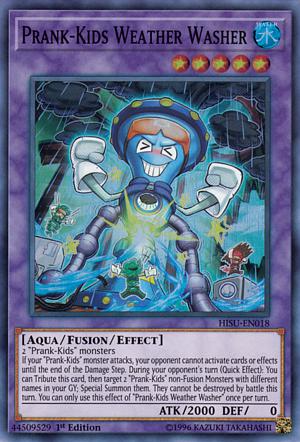 PRANK-KIDS WEATHER WASHER
WATER
水
HISU-EN018
[AQUA/FUSION/EFFECT]
2 "Prank-Kids" monsters
If your "Prank-Kids" monster attacks, your opponent cannot activate cards or effects
until the end of the Damage Step. During your opponent's turn (Quick Effect): You
can Tribute this card, then target 2 "Prank-Kids" non-Fusion Monsters with different
names in your GY; Special Summon them. They cannot be destroyed by battle this
turn. You can only use this effect of "Prank-Kids Weather Washer" once per turn.
ATK/2000 DEF/ 0
44509529 1st Edition ©1996 KAZUKI TAKAHASHI